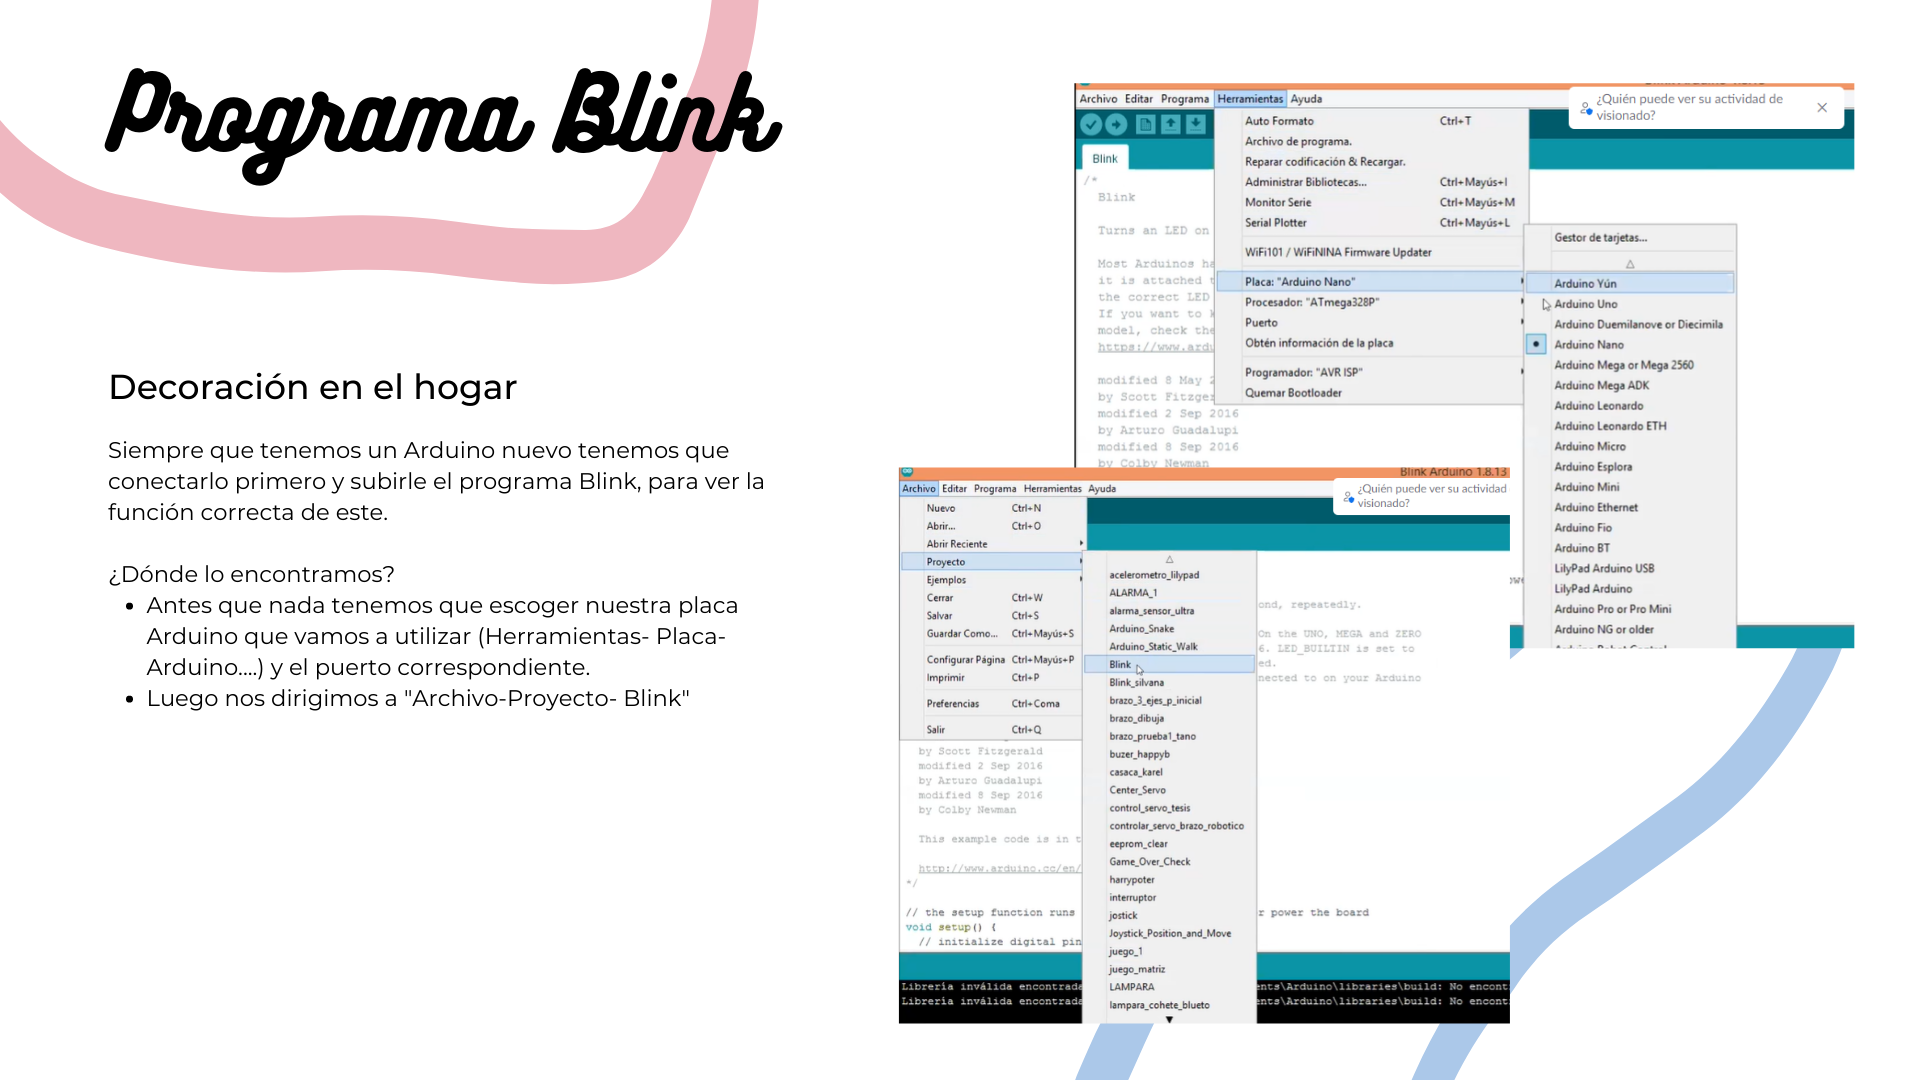 Programa Blink
Decoración en el hogar
Siempre que tenemos un Arduino nuevo tenemos que
conectarlo primero y subirle el programa Blink, para ver la
función correcta de este.
¿Dónde lo encontramos?
• Antes que nada tenemos que escoger nuestra placa
Arduino que vamos a utilizar (Herramientas- Placa-
Arduino....) y el puerto correspondiente.
• Luego nos dirigimos a "Archivo-Proyecto- Blink"
Archivo Editar Programa Herramientas Ayuda
¿Quién puede ver su actividad de
visionado?
Blink
/*
Blink
Turns an LED on
Most Arduinos
it is attached
the correct LED
If you want to
model, check the
modified 8 May
by Scott
modified 2 Sep 2016
by Arturo Guadalupi
modified 8 Sep 2016
by Colby Newman
Auto Formato Ctrl+T
Archivo de programa.
Reparar codificación & Recargar.
Administrar Bibliotecas... Ctrl+Mayús+I
Monitor Serie Ctrl+Mayús+M
Serial Plotter Ctrl+Mayús+L
WiFi101 / WiFiNINA Firmware Updater
Placa: "Arduino Nano"
Procesador: "ATmega328P"
Puerto
Obtén información de la placa
Programador: "AVR ISP"
Quemar Bootloader
Gestor de tarjetas...
Arduino Yún
Arduino Uno
Arduino Duemilanove or Diecimila
Arduino Nano
Arduino Mega or Mega 2560
Arduino Mega ADK
Arduino Leonardo
Arduino Leonardo ETH
Arduino Micro
Arduino Esplora
Arduino Mini
Arduino Ethernet
Arduino Fio
Arduino BT
LilyPad Arduino USB
LilyPad Arduino
Arduino Pro or Pro Mini
Arduino NG or older
Blink Arduino 1.8.13
Archivo Editar Programa Herramientas Ayuda
¿Quién puede ver su actividad
visionado?
Nuevo Ctrl+N
Abrir... Ctrl+O
Abrir Reciente
Proyecto
Ejemplos
Cerrar Ctrl+W
Salvar Ctrl+S
Guardar Como... Ctrl+Mayús+S
Configurar Página Ctrl+Mayús+P
Imprimir Ctrl+P
Preferencias Ctrl+Coma
Salir Ctrl+Q
acelerometro_lilypad
ALARMA_1
alarma_sensor_ultra
Arduino_Snake
Arduino_Static_Walk
Blink
Blink_silvana
brazo_3_ejes_p_inicial
brazo_dibuja
brazo_prueba1_tano
buzer_happyb
casaca_karel
Center_Servo
control_servo_tesis
controlar_servo_brazo_robotico
eeprom_clear
Game_Over_Check
harrypoter
interruptor
jostick
Joystick_Position_and_Move
juego_1
juego_matriz
LAMPARA
lampara_cohete_blueto
ond, repeatedly.
On the UNO, MEGA and ZERO
6. LED_BUILTIN is set to
ed.
nected to on your Arduino
by Scott Fitzgerald
modified 2 Sep 2016
by Arturo Guadalupi
modified 8 Sep 2016
by Colby Newman
This example code is in t
http://www.arduino.cc/en/
*/
// the setup function runs r power the board
void setup() {
// initialize digital pin
Librería inválida encontrada ents\Arduino\libraries\build: No encont
Librería inválida encontrada ents\Arduino\libraries\build: No encont